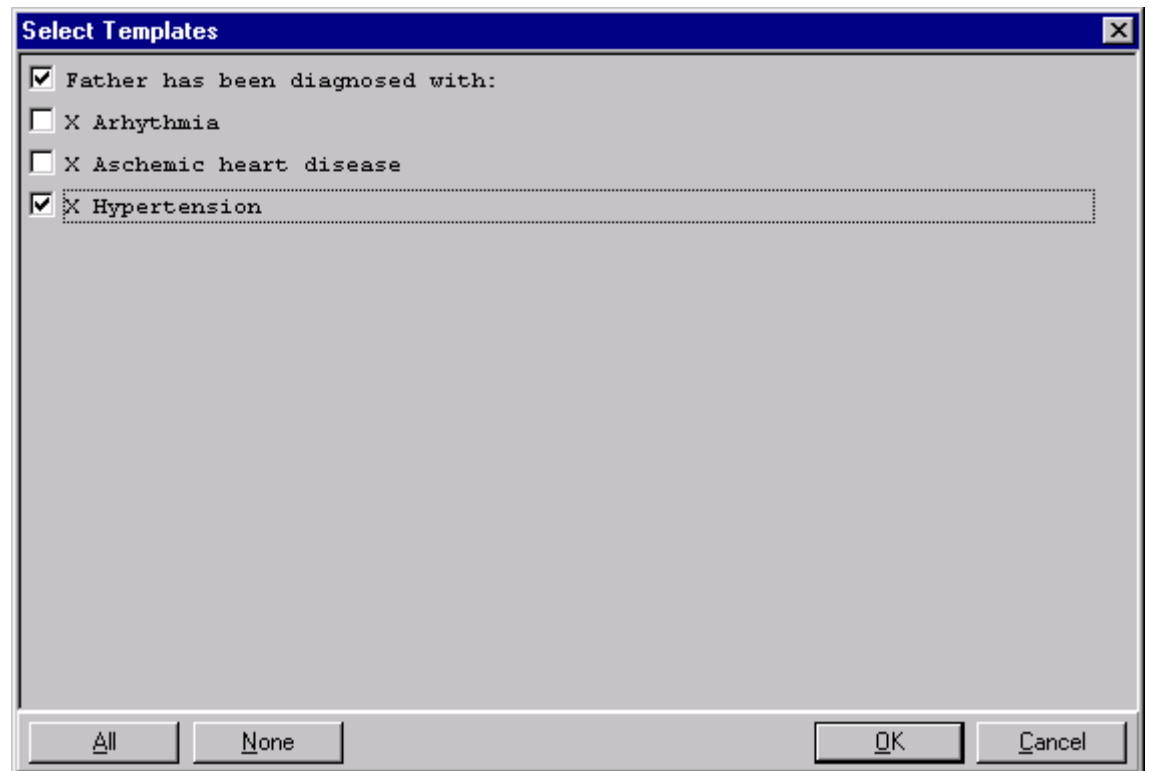 Select Templates
Father has been diagnosed with:
X Arhythmia
X Aschemic heart disease
X Hypertension
All None OK Cancel